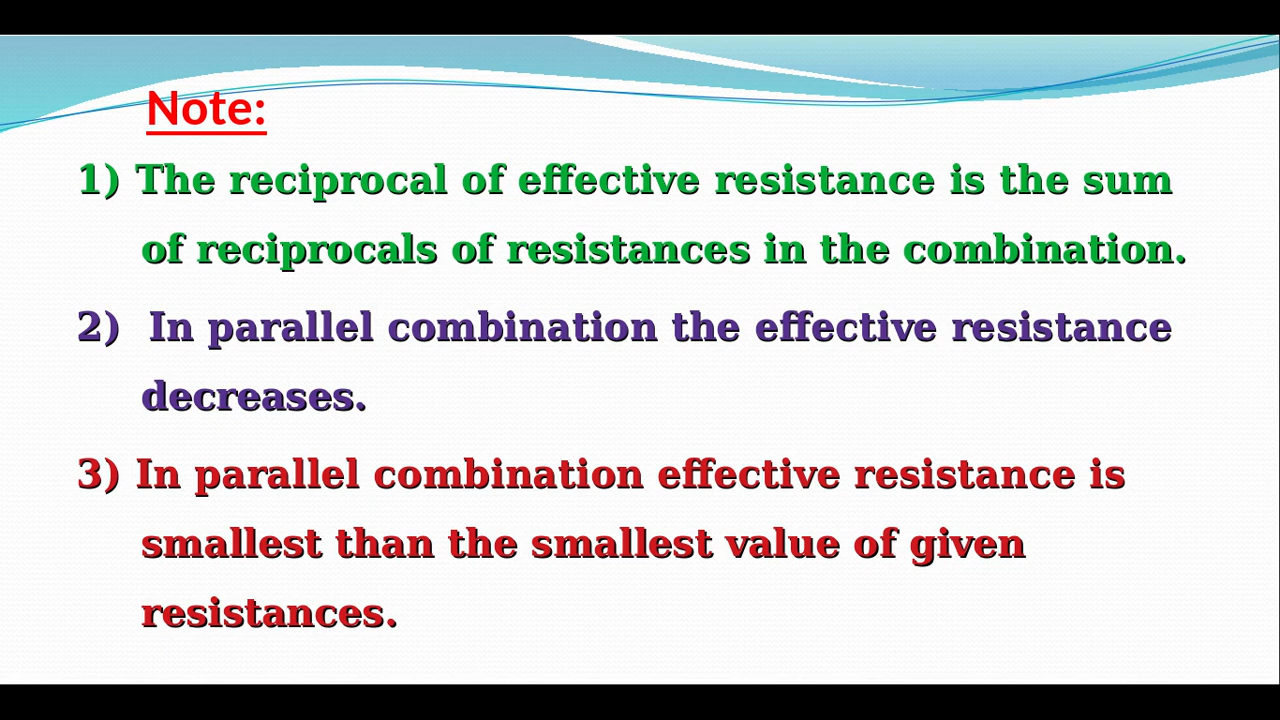 Note:
1) The reciprocal of effective resistance is the sum
of reciprocals of resistances in the combination.
2) In parallel combination the effective resistance
decreases.
3) In parallel combination effective resistance is
smallest than the smallest value of given
resistances.